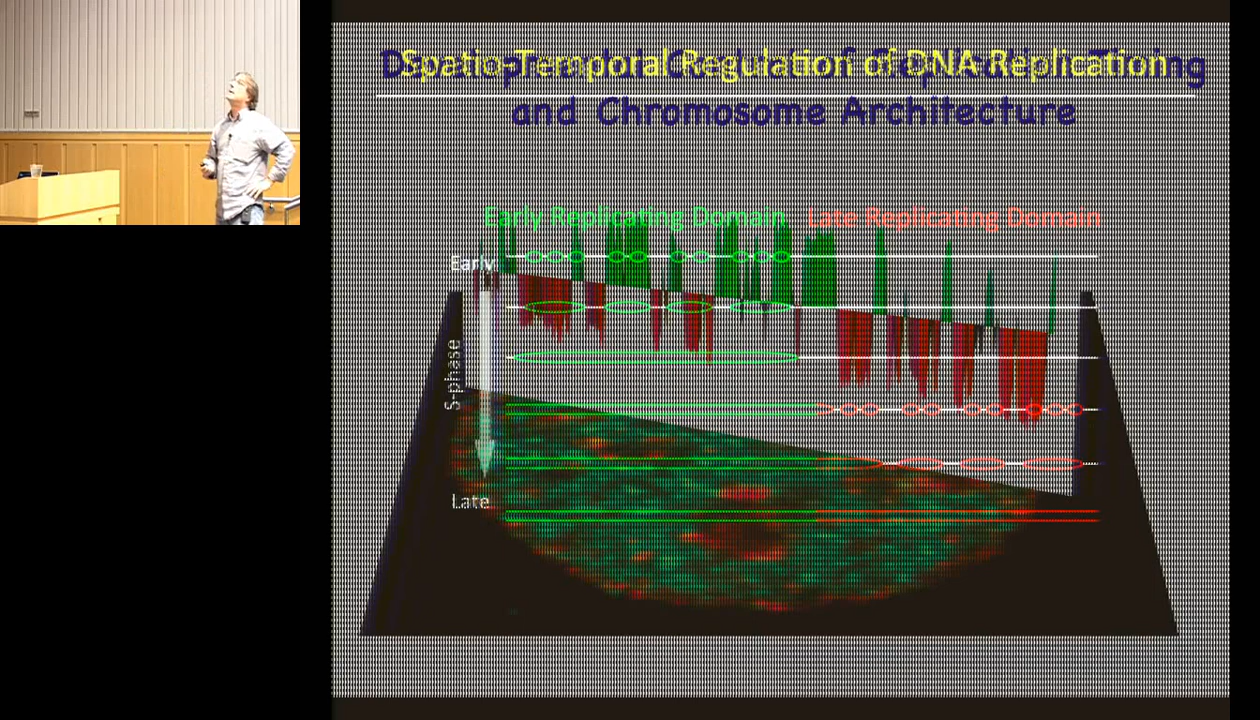 Spatio-Temporal Regulation of DNA Replication
and Chromosome Architecture
Early Replicating Domain
Late Replicating Domain
Early
S-phase
Late